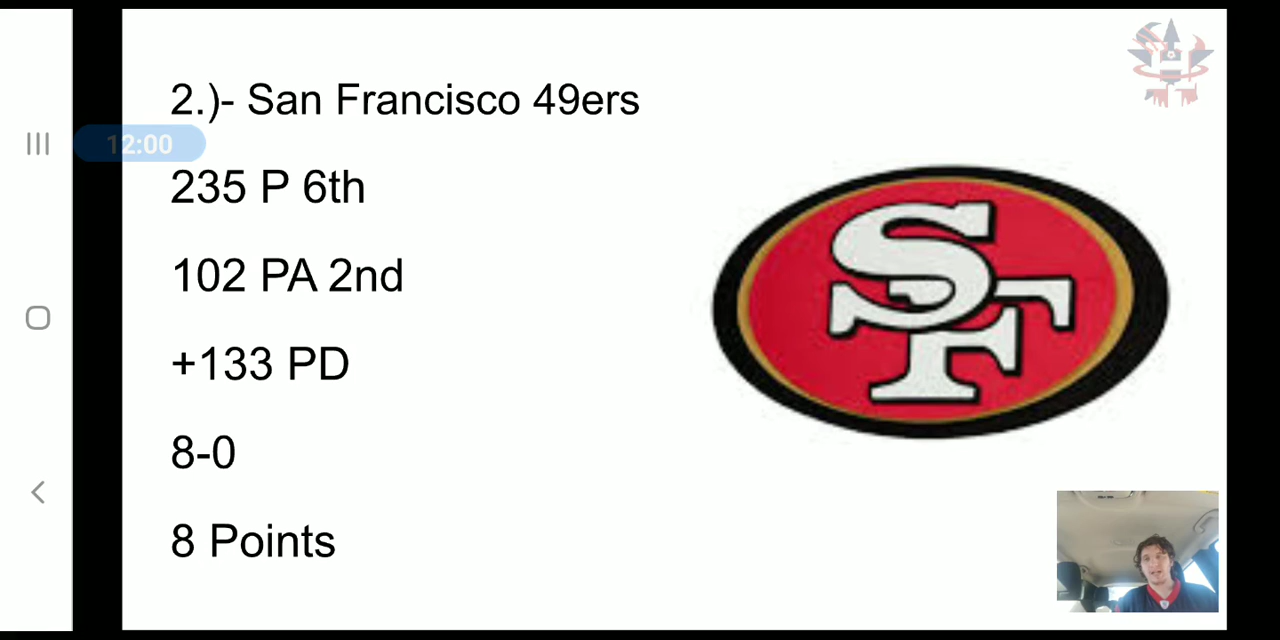 2.)- San Francisco 49ers
12:00
235 P 6th
102 PA 2nd
+133 PD
8-0
8 Points
SF
H